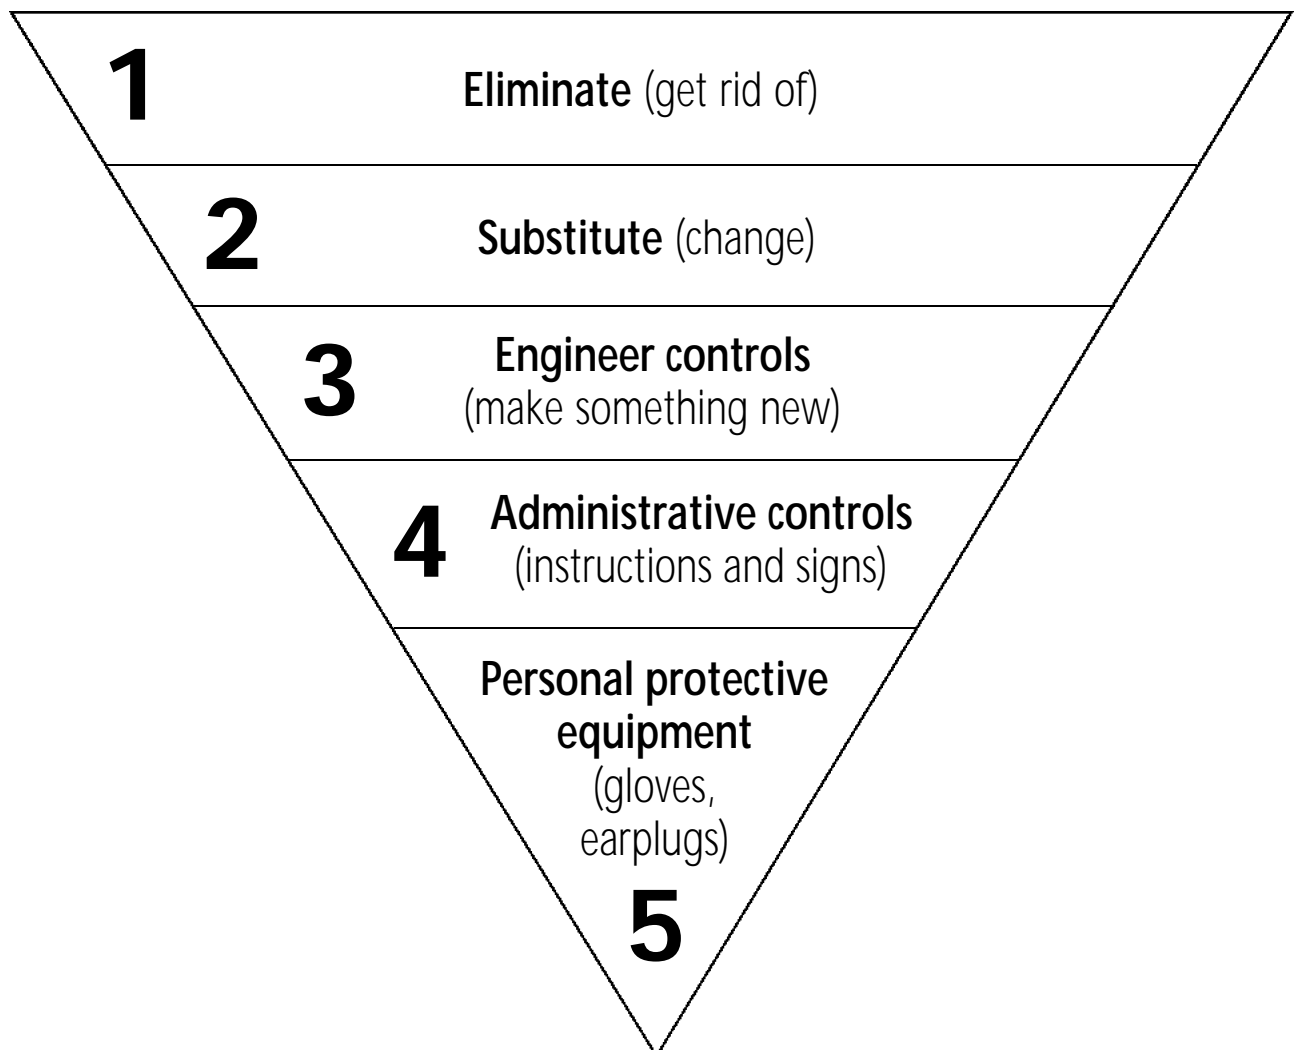 1 Eliminate (get rid of)
2 Substitute (change)
3 Engineer controls
(make something new)
4 Administrative controls
(instructions and signs)
Personal protective
equipment
(gloves,
earplugs)
5